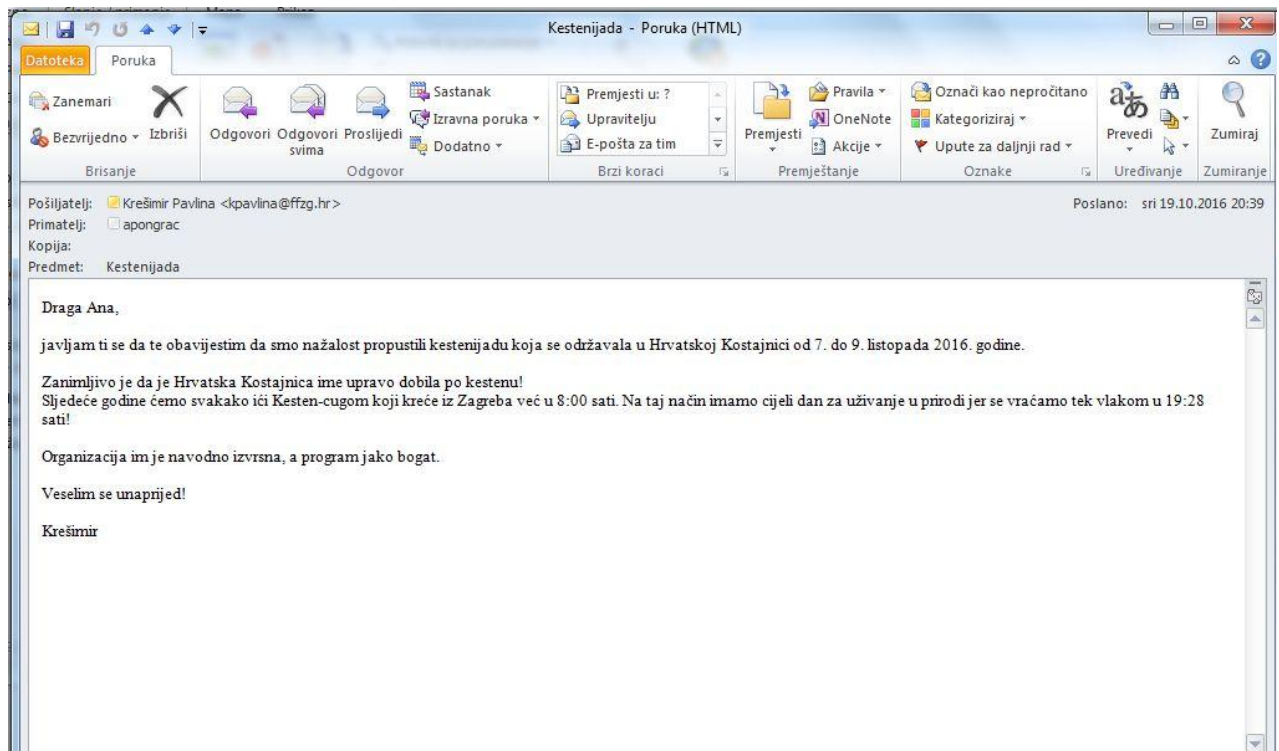 Kestenijada - Poruka (HTML)
Datoteka Poruka
Zanemari
Bezvrijedno
Izbriši
Brisanje
Odgovori
Odgovori svima
Proslijedi
Sastanak
Izravna poruka
Dodatno
Odgovor
Premjesti u: ?
Upravitelju
E-pošta za tim
Brzi koraci
Premjesti
Pravila
OneNote
Akcije
Premještanje
Označi kao nepročitano
Kategoriziraj
Upute za daljnji rad
Oznake
Prevedi
Uređivanje
Zumiraj
Zumiranje
Pošiljatelj: Krešimir Pavlina <kpavlina@ffzg.hr> Poslano: sri 19.10.2016 20:39
Primatelj: apongrac
Kopija:
Predmet: Kestenijada
Draga Ana,
javljam ti se da te obavijestim da smo nažalost propustili kestenijadu koja se održavala u Hrvatskoj Kostajnici od 7. do 9. listopada 2016. godine.
Zanimljivo je da je Hrvatska Kostajnica ime upravo dobila po kestenu!
Sljedeće godine ćemo svakako ići Kesten-cugom koji kreće iz Zagreba već u 8:00 sati. Na taj način imamo cijeli dan za uživanje u prirodi jer se vraćamo tek vlakom u 19:28
sati!
Organizacija im je navodno izvrsna, a program jako bogat.
Veselim se unaprijed!
Krešimir